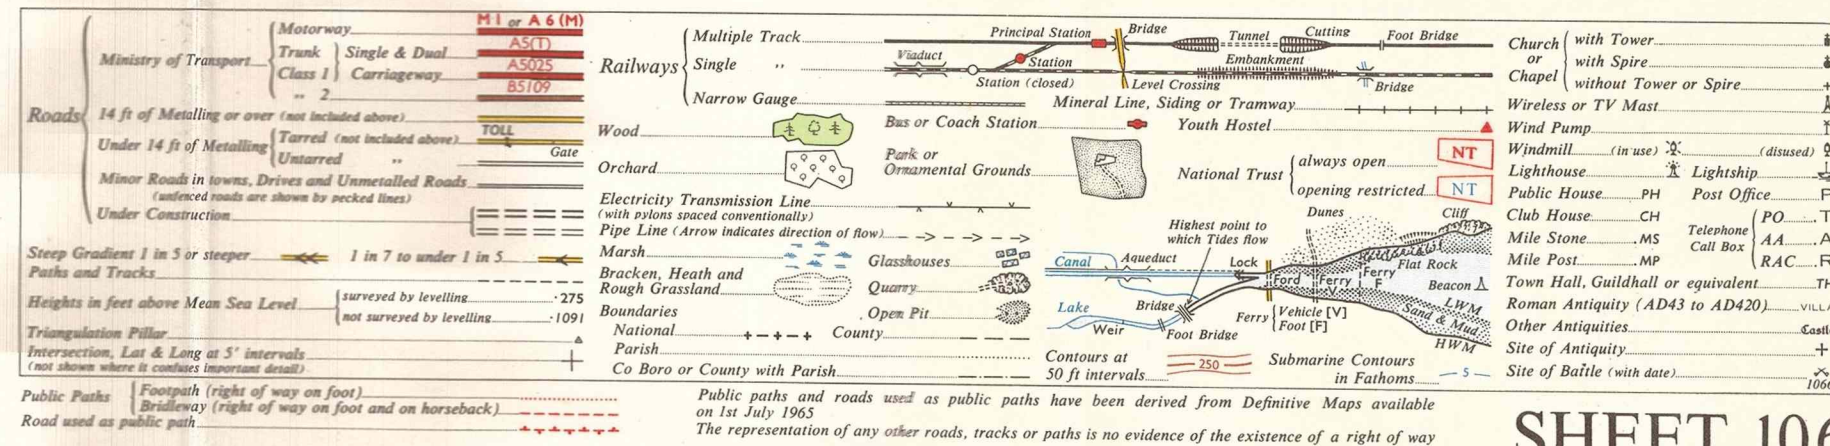 Roads
Ministry of Transport
Motorway
M1 or A 6 (M)
Trunk
Single & Dual
A5(T)
Class 1
Carriageway
A5025
" 2
B5109
14 ft of Metalling or over (not included above)
Under 14 ft of Metalling
Tarred (not included above)
TOLL
Untarred "
Gate
Minor Roads in towns, Drives and Unmetalled Roads
(unfenced roads are shown by pecked lines)
Under Construction
Steep Gradient 1 in 5 or steeper
1 in 7 to under 1 in 5
Paths and Tracks
Heights in feet above Mean Sea Level
surveyed by levelling
·275
not surveyed by levelling
·1091
Triangulation Pillar
Intersection, Lat & Long at 5' intervals
(not shown where it confuses important detail)
Public Paths
Footpath (right of way on foot)
Bridleway (right of way on foot and on horseback)
Road used as public path
Railways
Multiple Track
Single "
Narrow Gauge
Principal Station
Bridge
Tunnel
Cutting
Foot Bridge
Viaduct
Station
Embankment
Station (closed)
Level Crossing
Bridge
Mineral Line, Siding or Tramway
Wood
Bus or Coach Station
Youth Hostel
Orchard
Park or
Ornamental Grounds
National Trust
always open
NT
opening restricted
NT
Electricity Transmission Line
(with pylons spaced conventionally)
Pipe Line (Arrow indicates direction of flow)
Marsh
Glasshouses
Bracken, Heath and
Rough Grassland
Quarry
Open Pit
Boundaries
National
County
Parish
Co Boro or County with Parish
Highest point to
which Tides flow
Dunes
Cliff
Canal
Aqueduct
Lock
Flat Rock
Ford
Ferry
V
Ferry
F
Beacon
Lake
Bridge
LWM
Weir
Foot Bridge
Ferry
Vehicle [V]
Foot [F]
Sand & Mud
HWM
Contours at
50 ft intervals
250
Submarine Contours
in Fathoms
5
Church
or
Chapel
with Tower
with Spire
without Tower or Spire
Wireless or TV Mast
Wind Pump
Windmill (in use)
(disused)
Lighthouse
Lightship
Public House PH
Post Office P
Club House CH
Mile Stone MS
Mile Post MP
Telephone
Call Box
PO T
AA A
RAC R
Town Hall, Guildhall or equivalent TH
Roman Antiquity (AD43 to AD420) VILLA
Other Antiquities Castle
Site of Antiquity
Site of Battle (with date)
1066
Public paths and roads used as public paths have been derived from Definitive Maps available
on 1st July 1965
The representation of any other roads, tracks or paths is no evidence of the existence of a right of way
SHEET 106